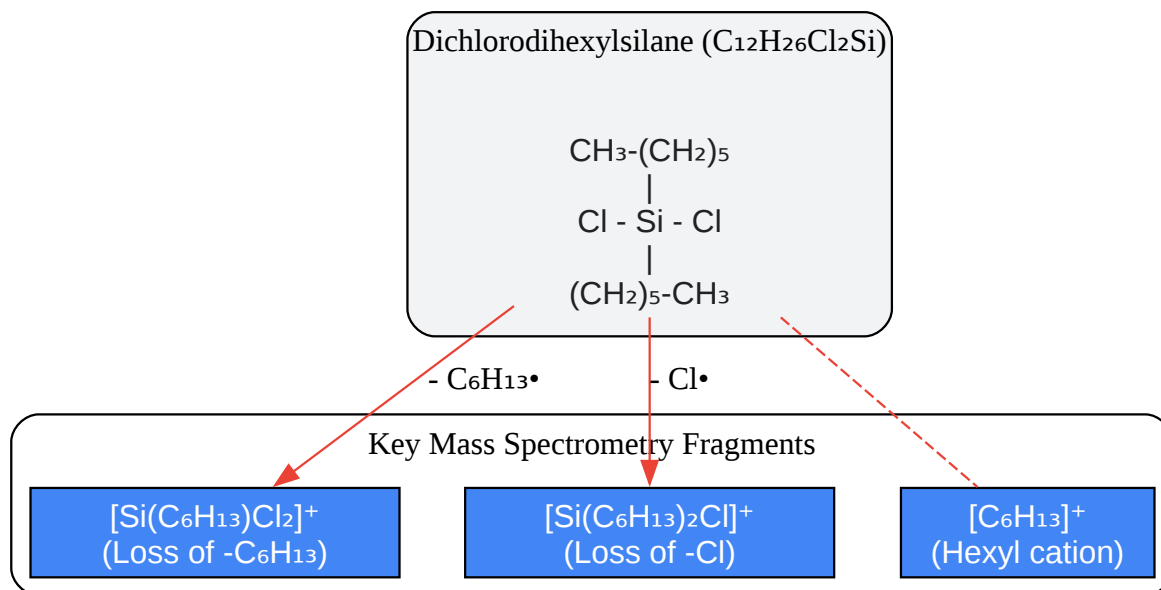 Dichlorodihexylsilane (C₁₂H₂₆Cl₂Si)
CH₃-(CH₂)₅
|
Cl - Si - Cl
|
(CH₂)₅-CH₃
- C₆H₁₃•
- Cl•
Key Mass Spectrometry Fragments
[Si(C₆H₁₃)Cl₂]⁺
(Loss of -C₆H₁₃)
[Si(C₆H₁₃)₂Cl]⁺
(Loss of -Cl)
[C₆H₁₃]⁺
(Hexyl cation)